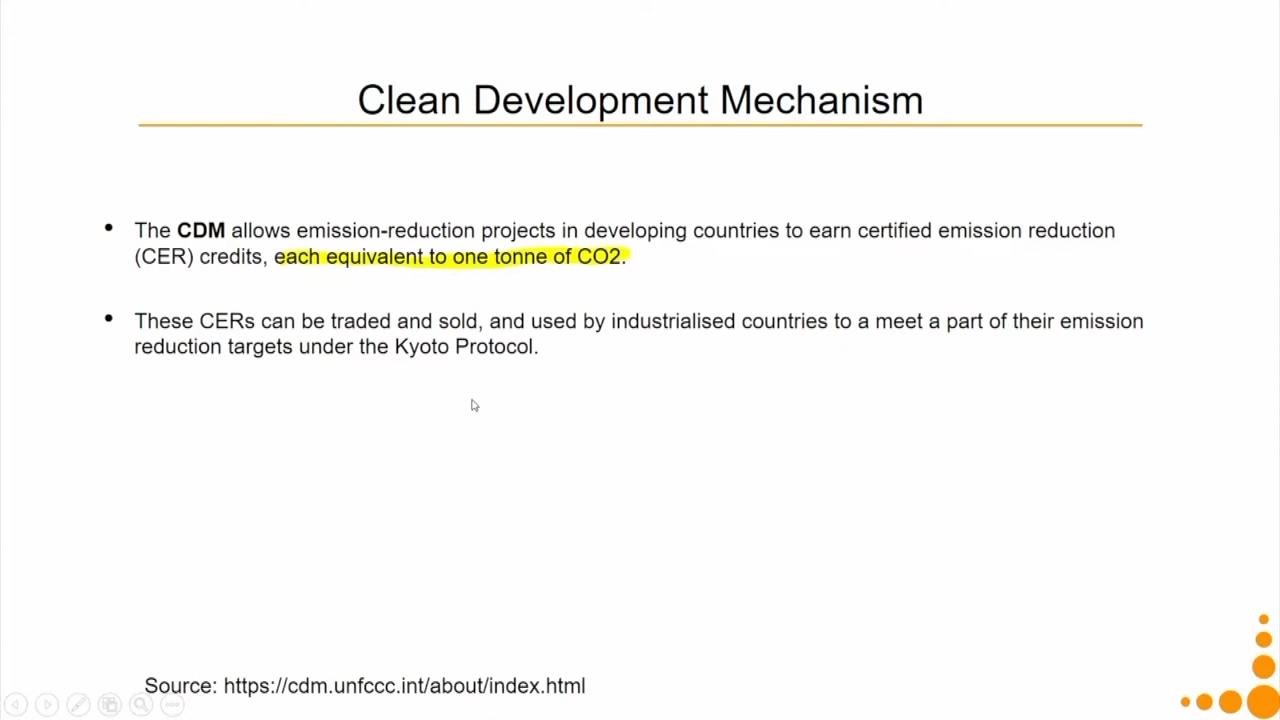 Clean Development Mechanism
• The CDM allows emission-reduction projects in developing countries to earn certified emission reduction
(CER) credits, each equivalent to one tonne of CO2.
• These CERs can be traded and sold, and used by industrialised countries to a meet a part of their emission
reduction targets under the Kyoto Protocol.
Source: https://cdm.unfccc.int/about/index.html